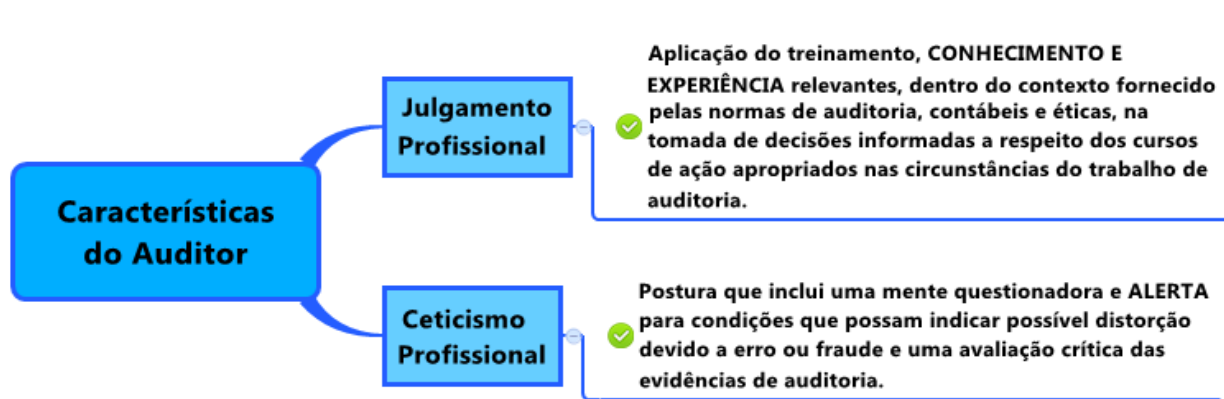 Características
do Auditor
Julgamento
Profissional
Aplicação do treinamento, CONHECIMENTO E
EXPERIÊNCIA relevantes, dentro do contexto fornecido
pelas normas de auditoria, contábeis e éticas, na
tomada de decisões informadas a respeito dos cursos
de ação apropriados nas circunstâncias do trabalho de
auditoria.
Ceticismo
Profissional
Postura que inclui uma mente questionadora e ALERTA
para condições que possam indicar possível distorção
devido a erro ou fraude e uma avaliação crítica das
evidências de auditoria.